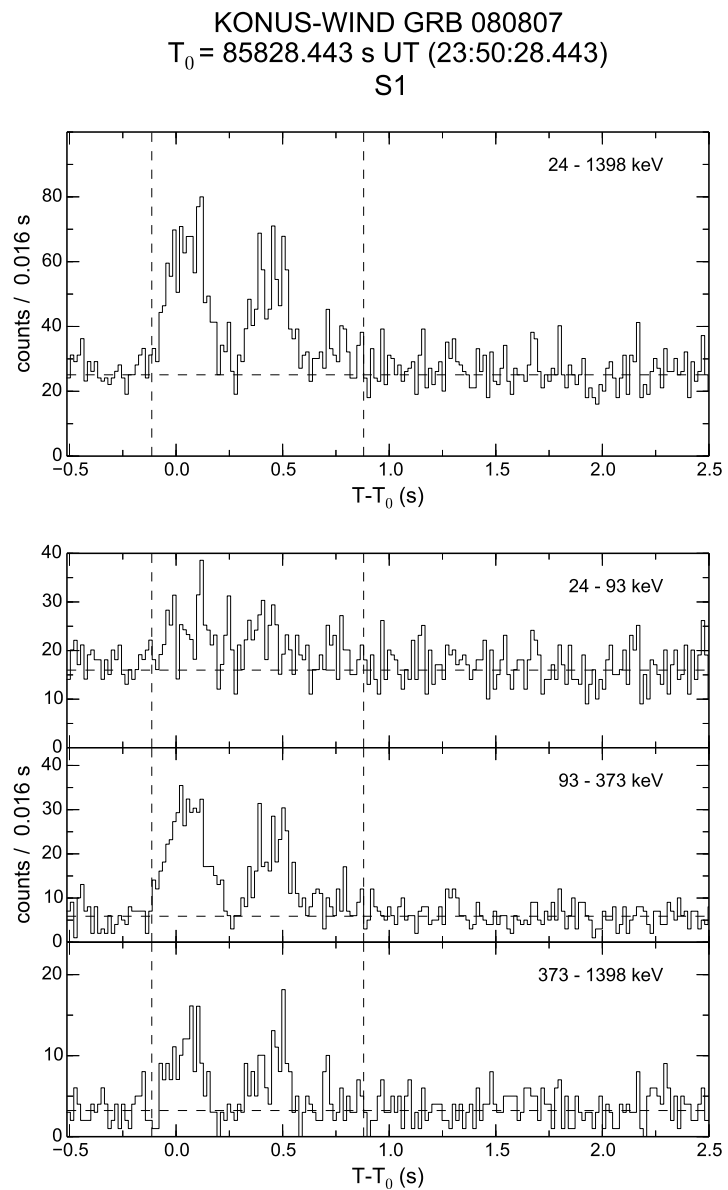 KONUS-WIND GRB 080807
T₀ = 85828.443 s UT (23:50:28.443)
S1
24 - 1398 keV
80
60
40
20
0
counts / 0.016 s
−0.5 0.0 0.5 1.0 1.5 2.0 2.5
T-T₀ (s)
24 - 93 keV
40
30
20
10
0
93 - 373 keV
40
30
20
10
0
counts / 0.016 s
373 - 1398 keV
20
10
0
−0.5 0.0 0.5 1.0 1.5 2.0 2.5
T-T₀ (s)